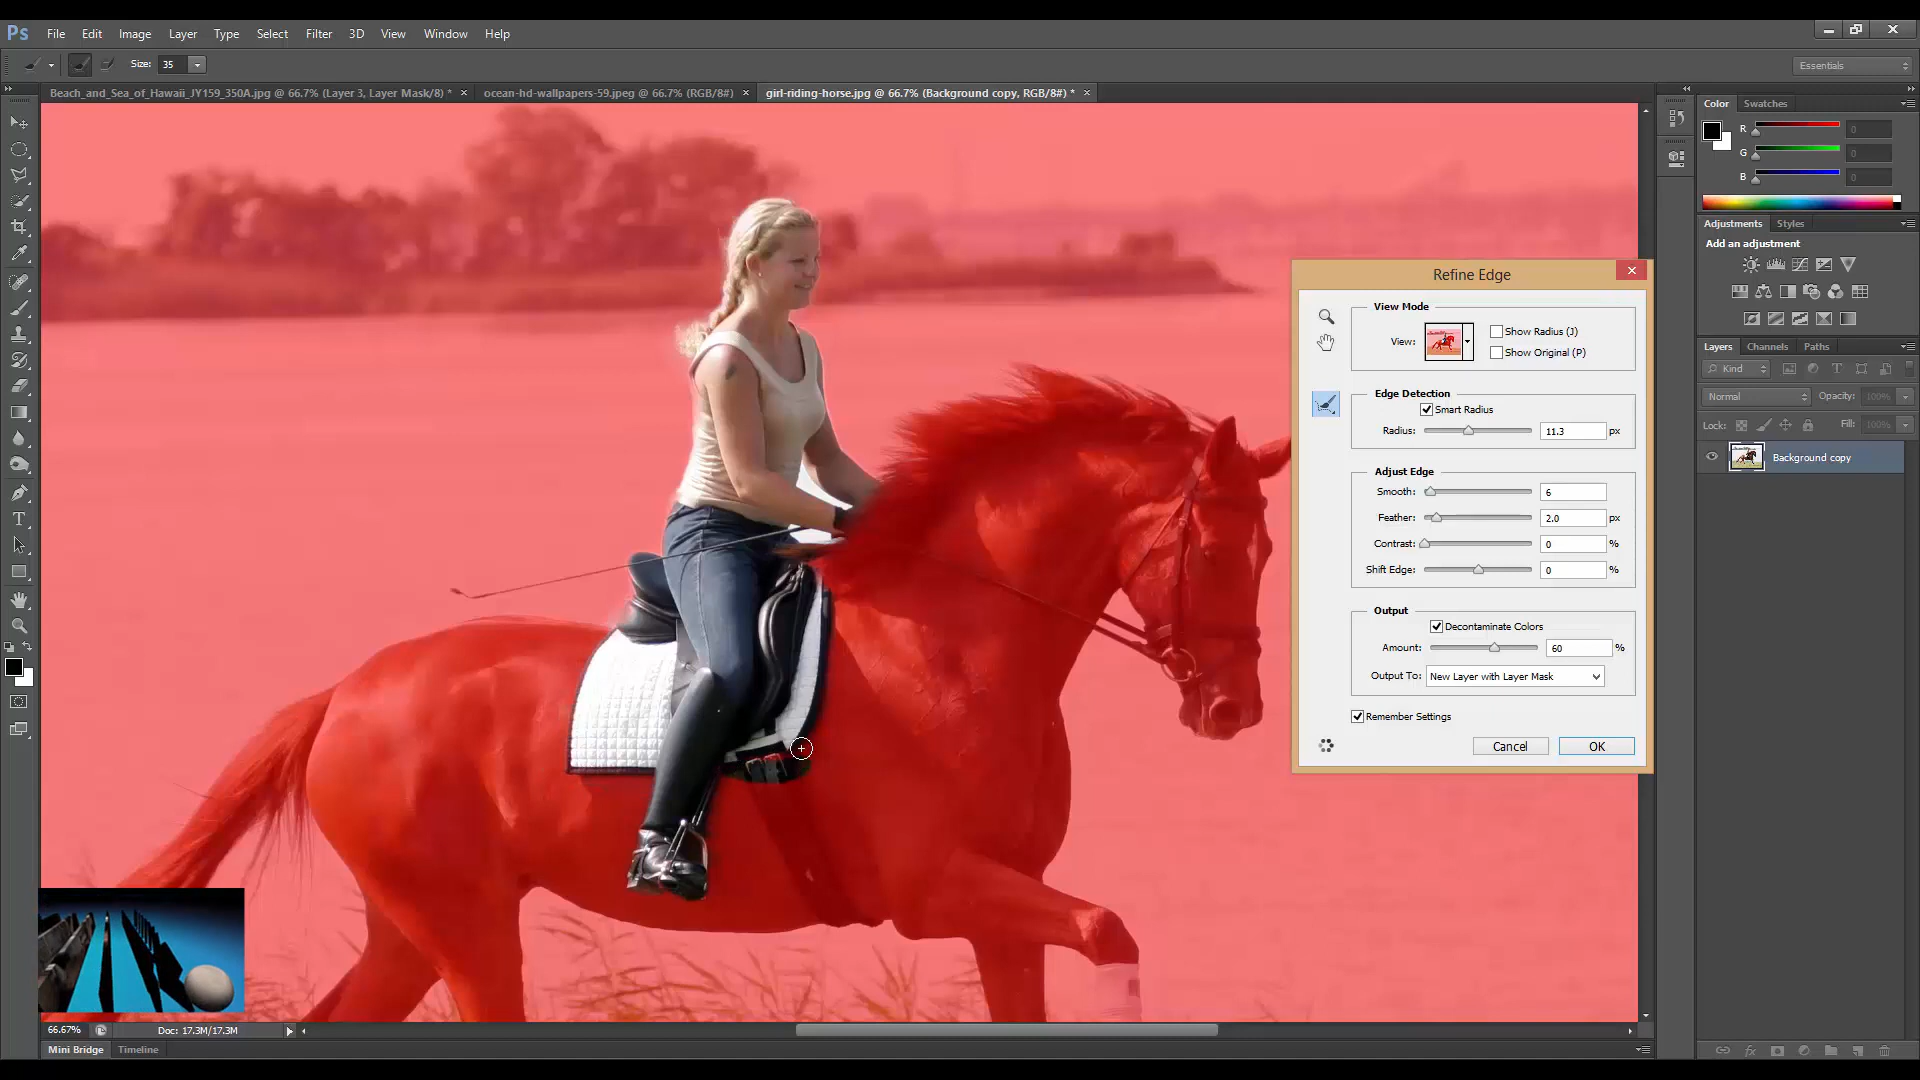 Ps File Edit Image Layer Type Select Filter 3D View Window Help
Size: 35 Essentials
Beach_and_Sea_of_Hawaii_JY159_350A.jpg @ 66.7% (Layer 3, Layer Mask/8) * × ocean-hd-wallpapers-59.jpeg @ 66.7% (RGB/8#) × girl-riding-horse.jpg @ 66.7% (Background copy, RGB/8#) * ×
Color Swatches
R 0
G 0
B 0
Adjustments Styles
Add an adjustment
Layers Channels Paths
Kind
Normal Opacity: 100%
Lock: Fill: 100%
Background copy
Refine Edge
View Mode
View: Show Radius (J)
Show Original (P)
Edge Detection
Smart Radius
Radius: 11.3 px
Adjust Edge
Smooth: 6
Feather: 2.0 px
Contrast: 0 %
Shift Edge: 0 %
Output
Decontaminate Colors
Amount: 60 %
Output To: New Layer with Layer Mask
Remember Settings
Cancel OK
66.67% Doc: 17.3M/17.3M
Mini Bridge Timeline